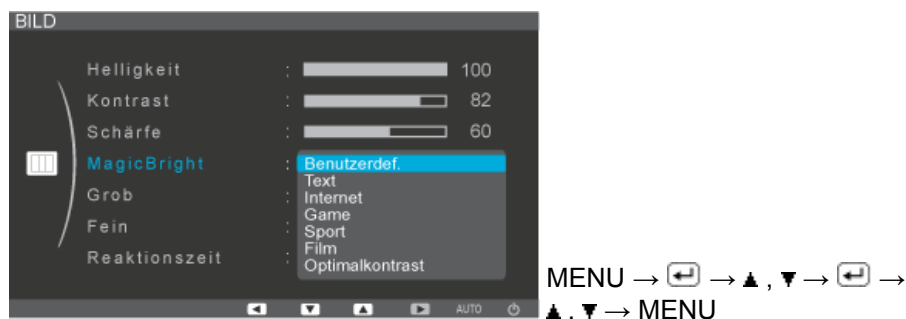 BILD
Helligkeit : 100
Kontrast : 82
Schärfe : 60
MagicBright : Benutzerdef.
Text
Grob : Internet
Game
Fein : Sport
Film
Reaktionszeit : Optimalkontrast
AUTO
MENU → → ▲ , ▼ → →
▲ , ▼ → MENU